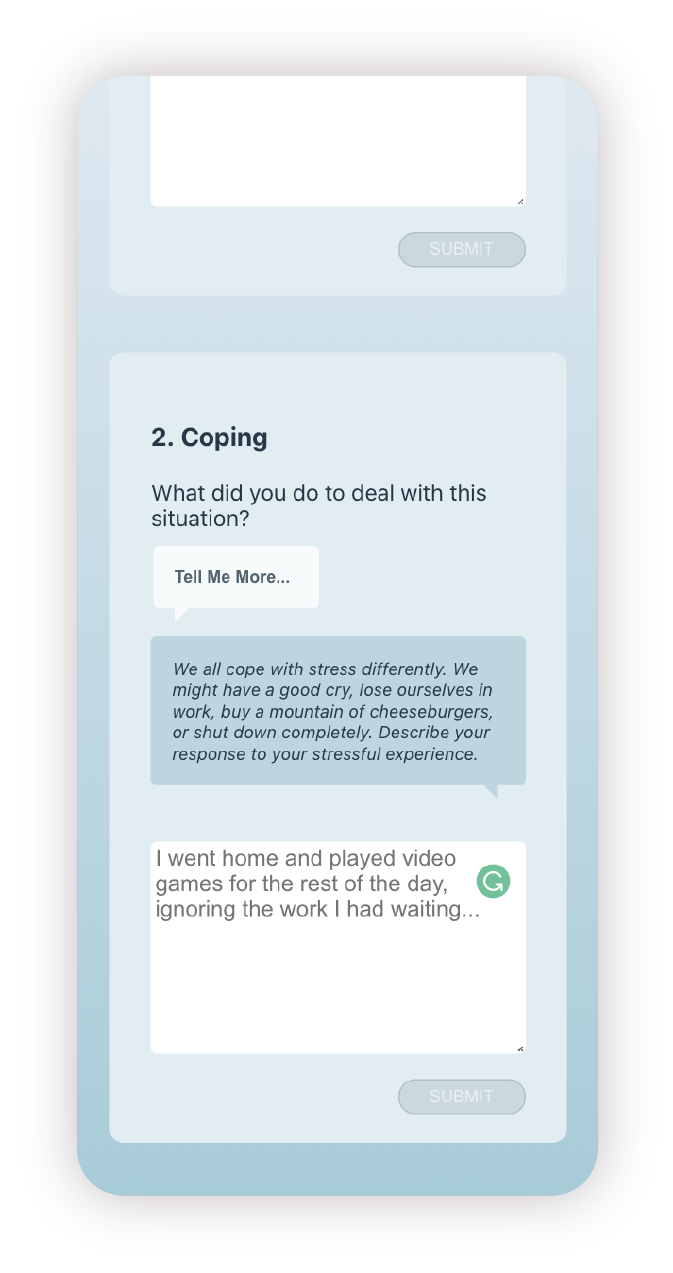 SUBMIT
2. Coping
What did you do to deal with this
situation?
Tell Me More...
We all cope with stress differently. We
might have a good cry, lose ourselves in
work, buy a mountain of cheeseburgers,
or shut down completely. Describe your
response to your stressful experience.
I went home and played video
games for the rest of the day,
ignoring the work I had waiting...
SUBMIT